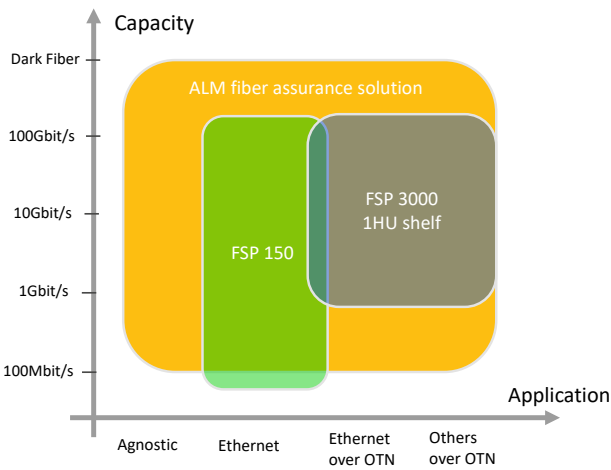 Capacity
Dark Fiber
ALM fiber assurance solution
100Gbit/s
FSP 3000
1HU shelf
10Gbit/s
FSP 150
1Gbit/s
100Mbit/s
Application
Agnostic
Ethernet
Ethernet
over OTN
Others
over OTN